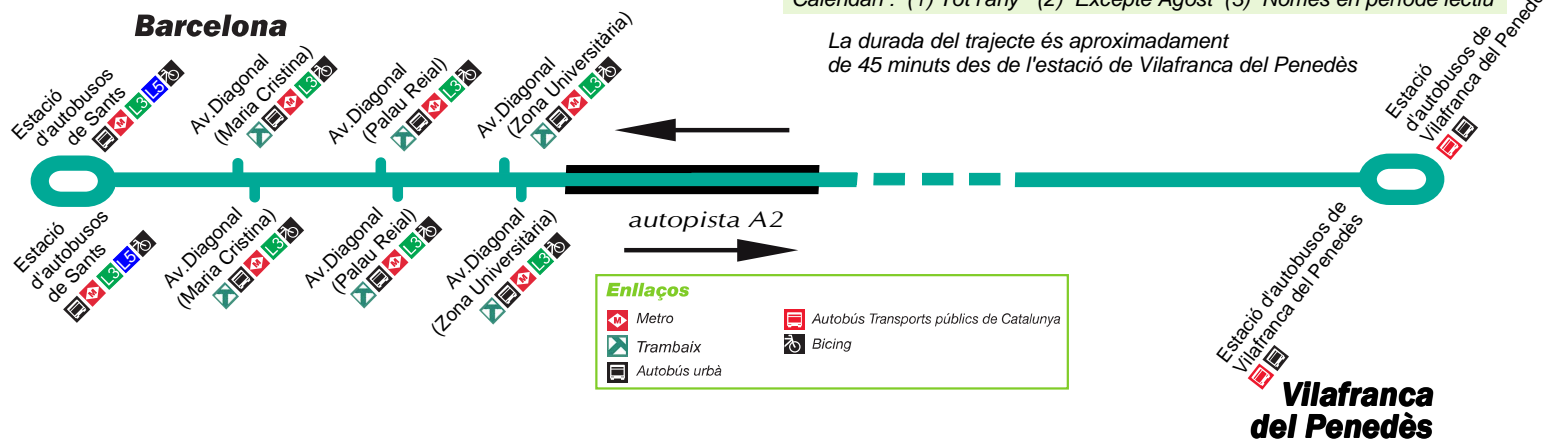 Calendari : (1) Tot l'any (2) Excepte Agost (3) Només en període lectiu
Barcelona
La durada del trajecte és aproximadament
de 45 minuts des de l'estació de Vilafranca del Penedès
Estació
d'autobusos
de Sants
L3 L5
Av.Diagonal
(Maria Cristina)
L3
Av.Diagonal
(Palau Reial)
L3
Av.Diagonal
(Zona Universitària)
L3
Estació
d'autobusos de
Vilafranca del Penedès
autopista A2
Estació
d'autobusos
de Sants
L3 L5
Av.Diagonal
(Maria Cristina)
L3
Av.Diagonal
(Palau Reial)
L3
Av.Diagonal
(Zona Universitària)
L3
Enllaços
M Metro
Trambaix
Autobús urbà
Autobús Transports públics de Catalunya
Bicing
Estació d'autobusos de
Vilafranca del Penedès
Vilafranca
del Penedès